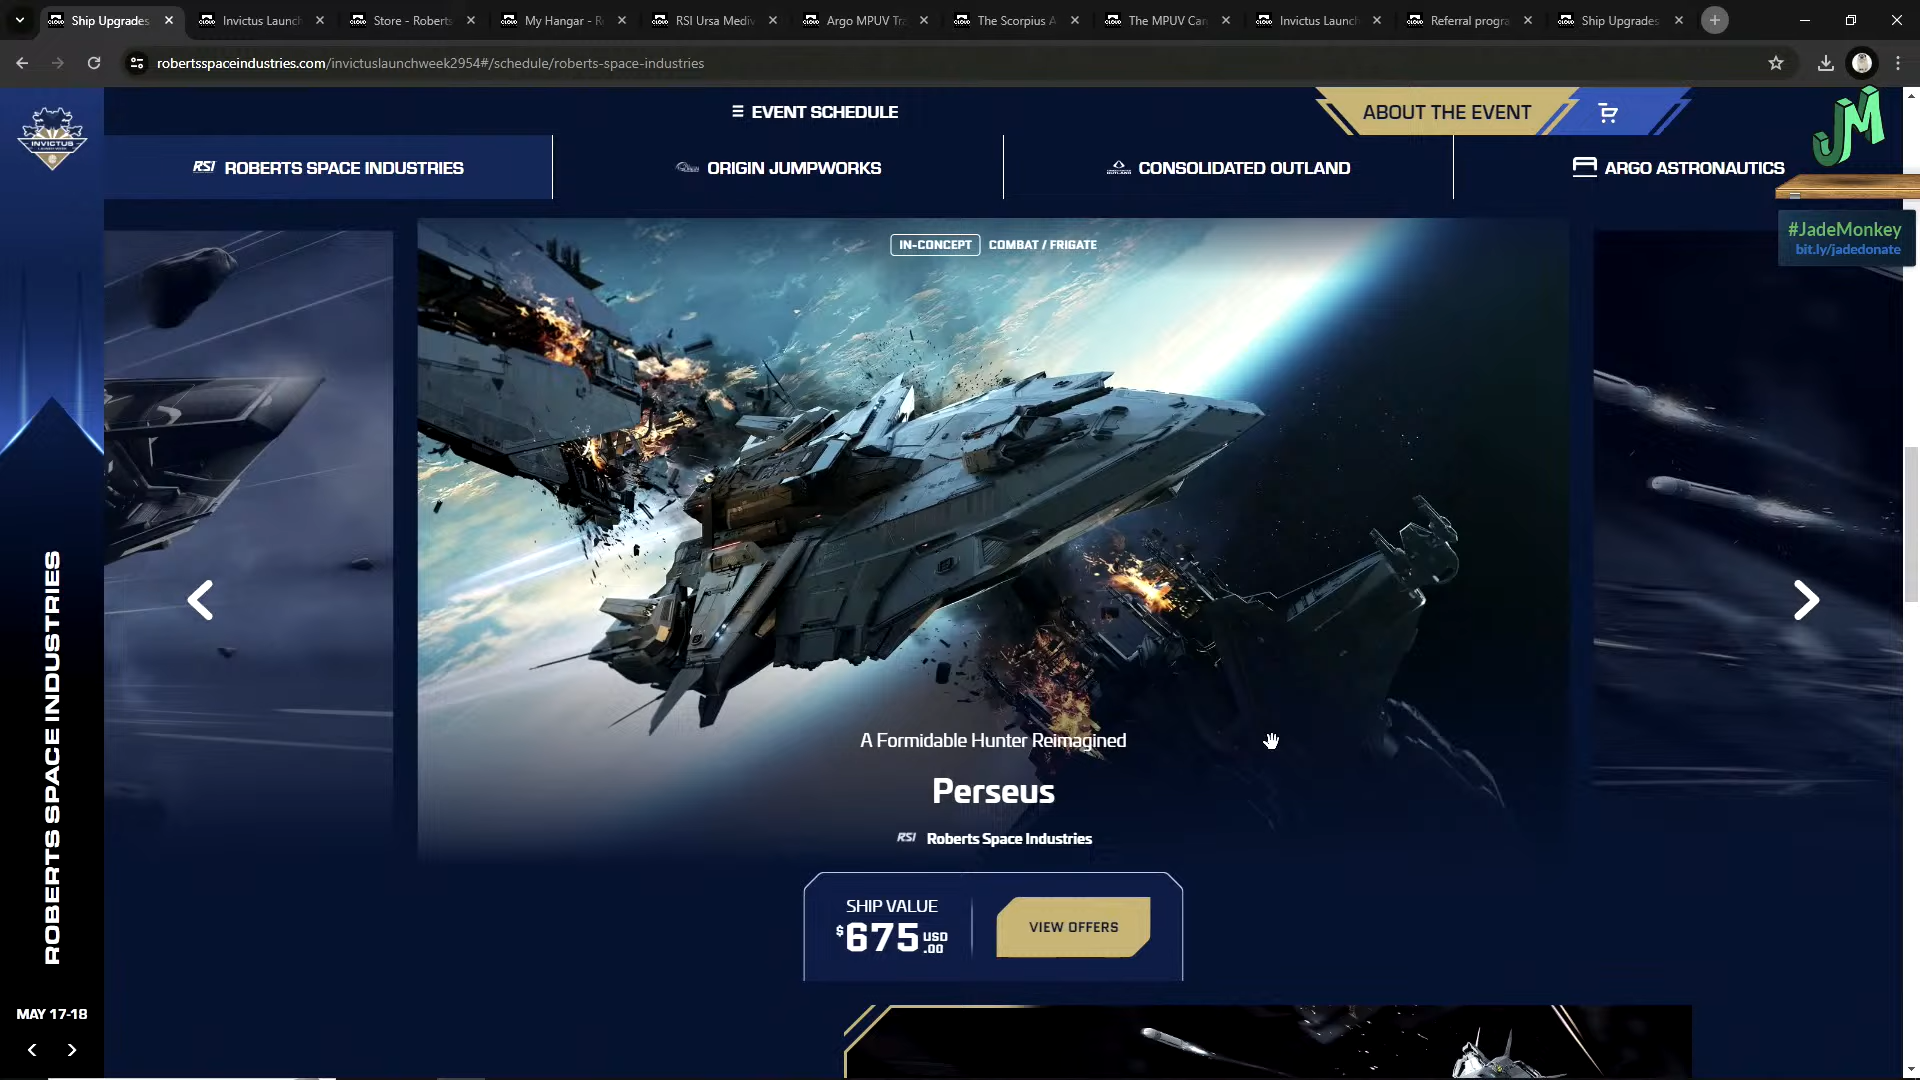 Ship Upgrades
Invictus Launch
Store - Roberts
My Hangar - R
RSI Ursa Mediv
Argo MPUV Tra
The Scorpius A
The MPUV Car
Invictus Launch
Referral progra
Ship Upgrades
robertsspaceindustries.com/invictuslaunchweek2954#/schedule/roberts-space-industries
INVICTUS
EVENT SCHEDULE
ABOUT THE EVENT
JM
RSI ROBERTS SPACE INDUSTRIES
ORIGIN JUMPWORKS
CONSOLIDATED OUTLAND
ARGO ASTRONAUTICS
#JadeMonkey
bit.ly/jadedonate
IN-CONCEPT COMBAT / FRIGATE
A Formidable Hunter Reimagined
Perseus
RSI Roberts Space Industries
SHIP VALUE
$675 USD .00
VIEW OFFERS
ROBERTS SPACE INDUSTRIES
MAY 17-18